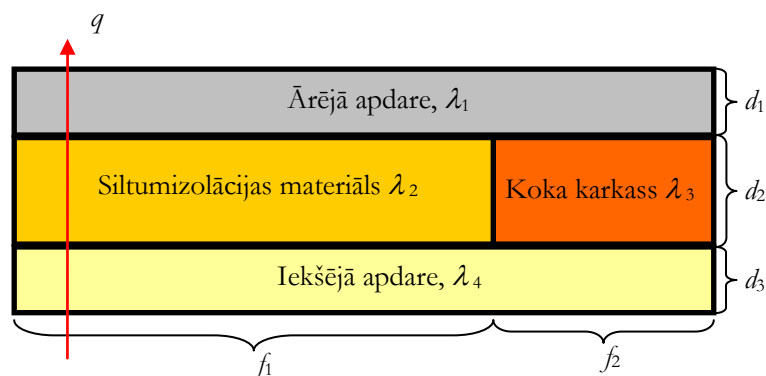 q
Ārējā apdare, λ₁
d₁
Siltumizolācijas materiāls λ₂
Koka karkass λ₃
d₂
Iekšējā apdare, λ₄
d₃
f₁
f₂